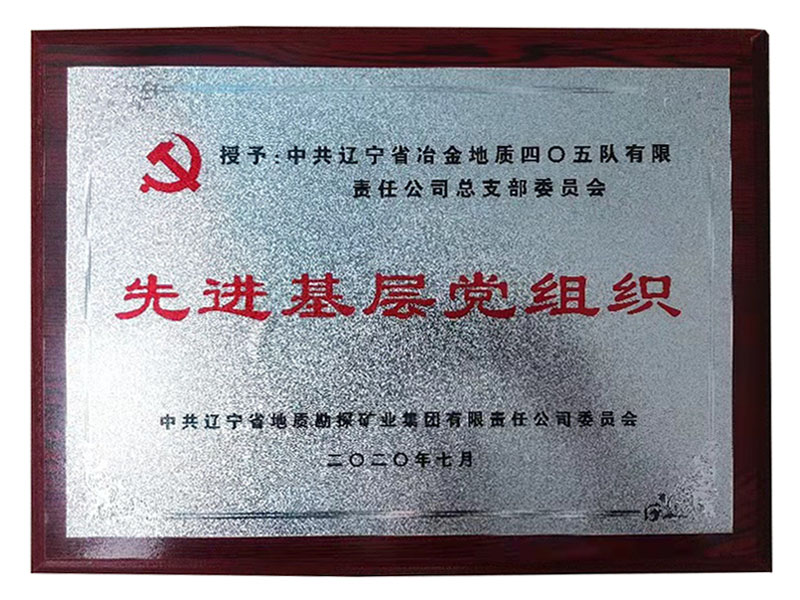 授予:中共辽宁省冶金地质四〇五队有限
责任公司总支部委员会
先进基层党组织
中共辽宁省地质勘探矿业集团有限责任公司委员会
二〇二〇年七月